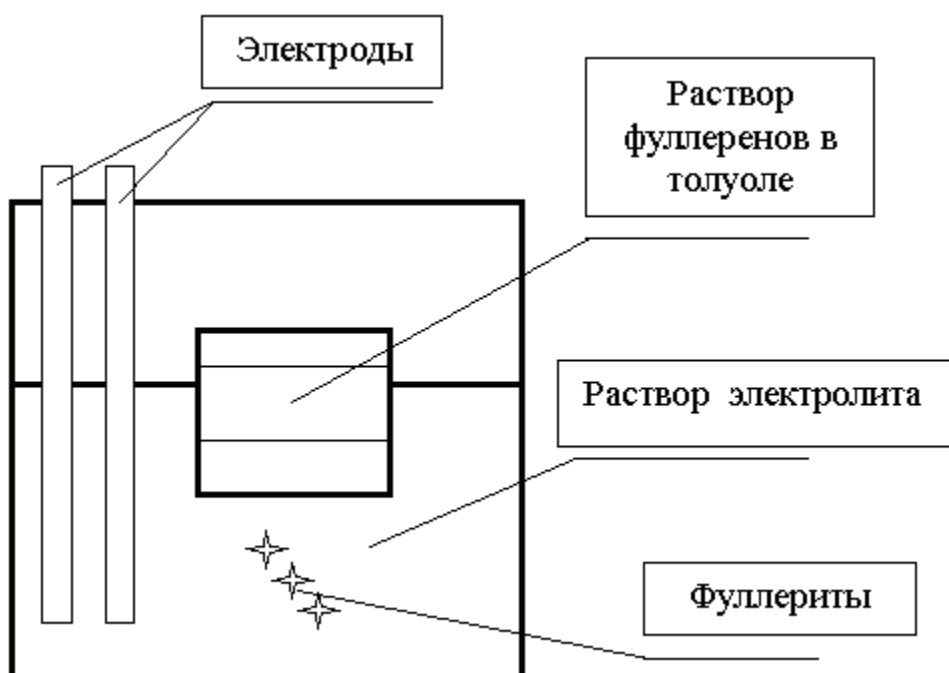 Электроды
Раствор
фуллеренов в
толуоле
Раствор электролита
Фуллериты